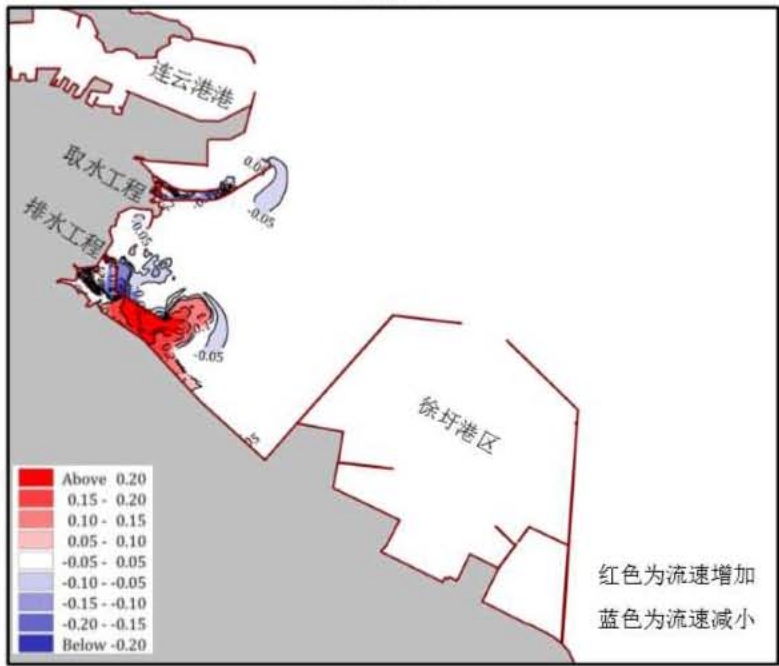 连云港港
取水工程
0.05
-0.05
排水工程
-0.05
-0.05
徐圩港区
Above 0.20
0.15 - 0.20
0.10 - 0.15
0.05 - 0.10
-0.05 - 0.05
-0.10 - -0.05
-0.15 - -0.10
-0.20 - -0.15
Below -0.20
红色为流速增加
蓝色为流速减小